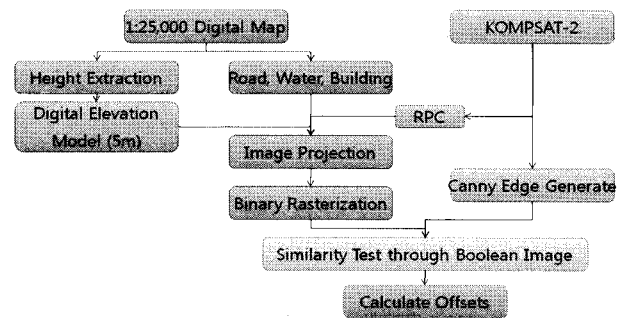 1:25,000 Digital Map
KOMPSAT-2
Height Extraction
Road, Water, Building
Digital Elevation
Model (5m)
RPC
Image Projection
Canny Edge Generate
Binary Rasterization
Similarity Test through Boolean Image
Calculate Offsets